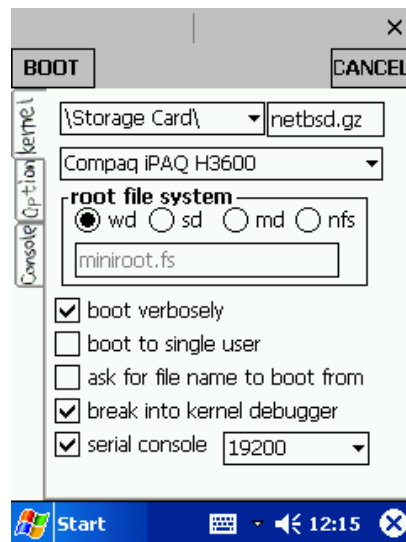 BOOT CANCEL
kernel
Option
Console
\Storage Card\ netbsd.gz
Compaq iPAQ H3600
root file system
wd sd md nfs
miniroot.fs
boot verbosely
boot to single user
ask for file name to boot from
break into kernel debugger
serial console 19200
Start 12:15